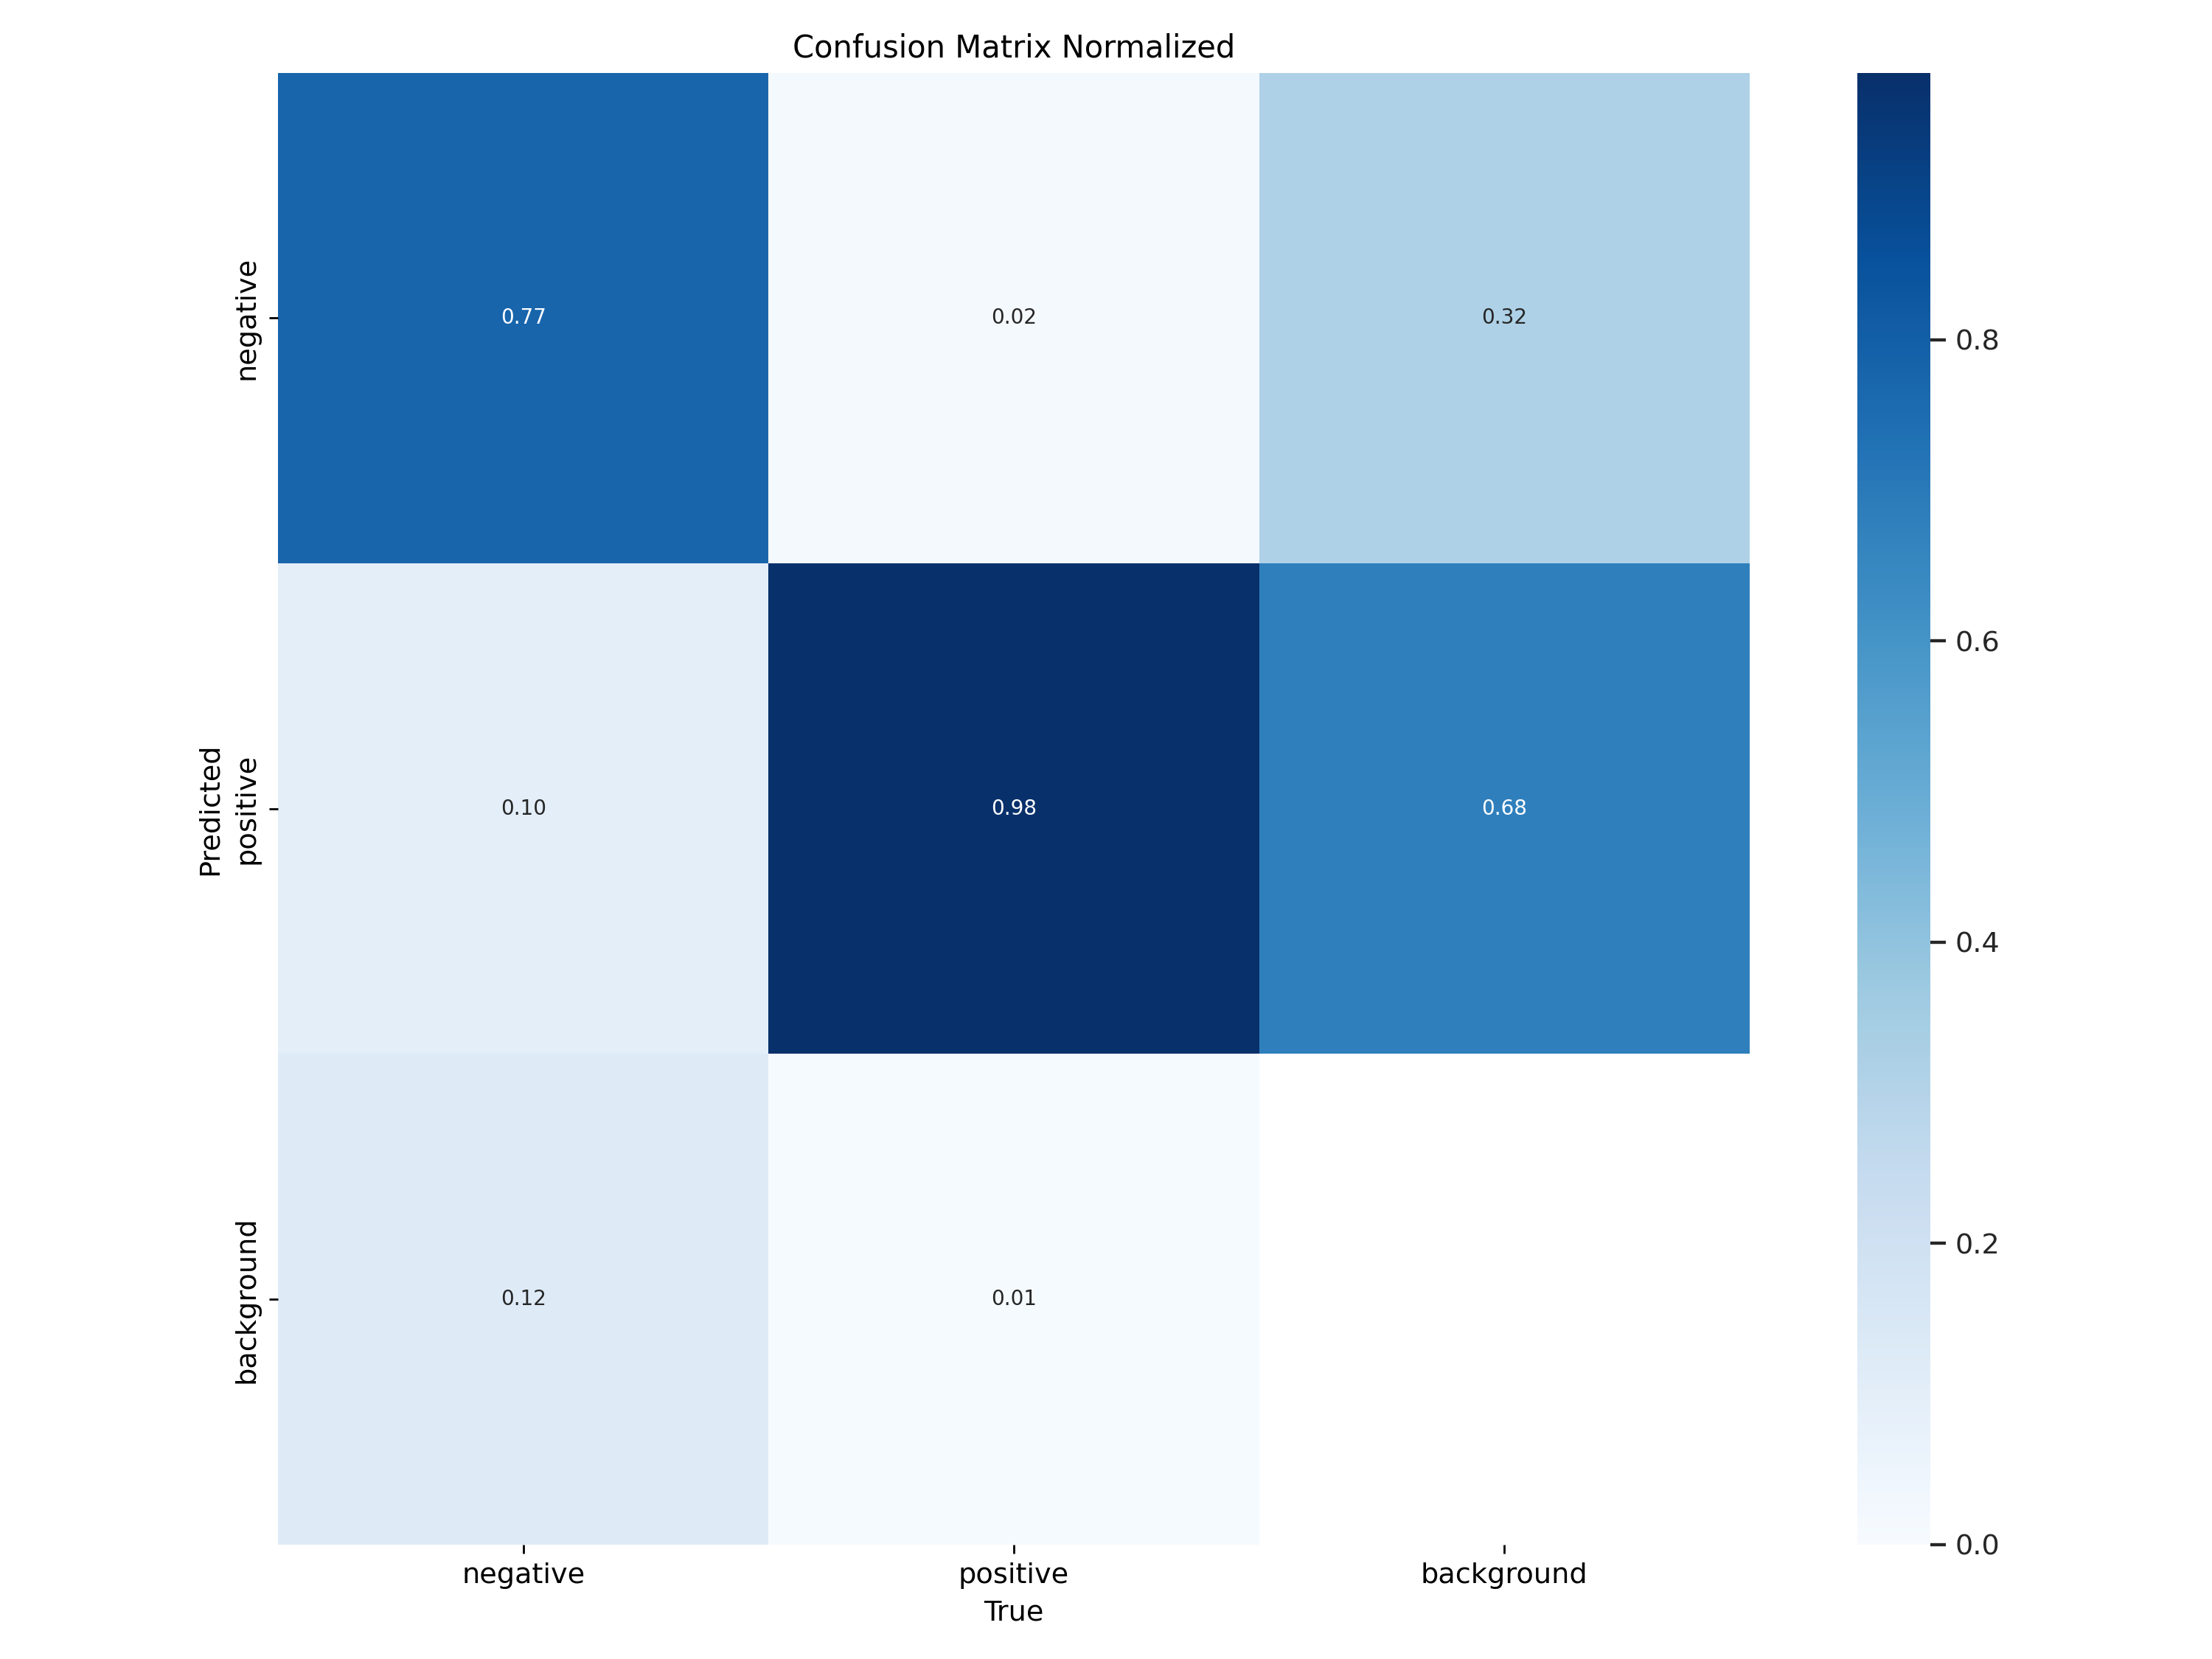 Confusion Matrix Normalized
negative
0.77
0.02
0.32
0.8
0.6
Predicted
positive
0.10
0.98
0.68
0.4
0.2
background
0.12
0.01
0.0
negative
positive
background
True